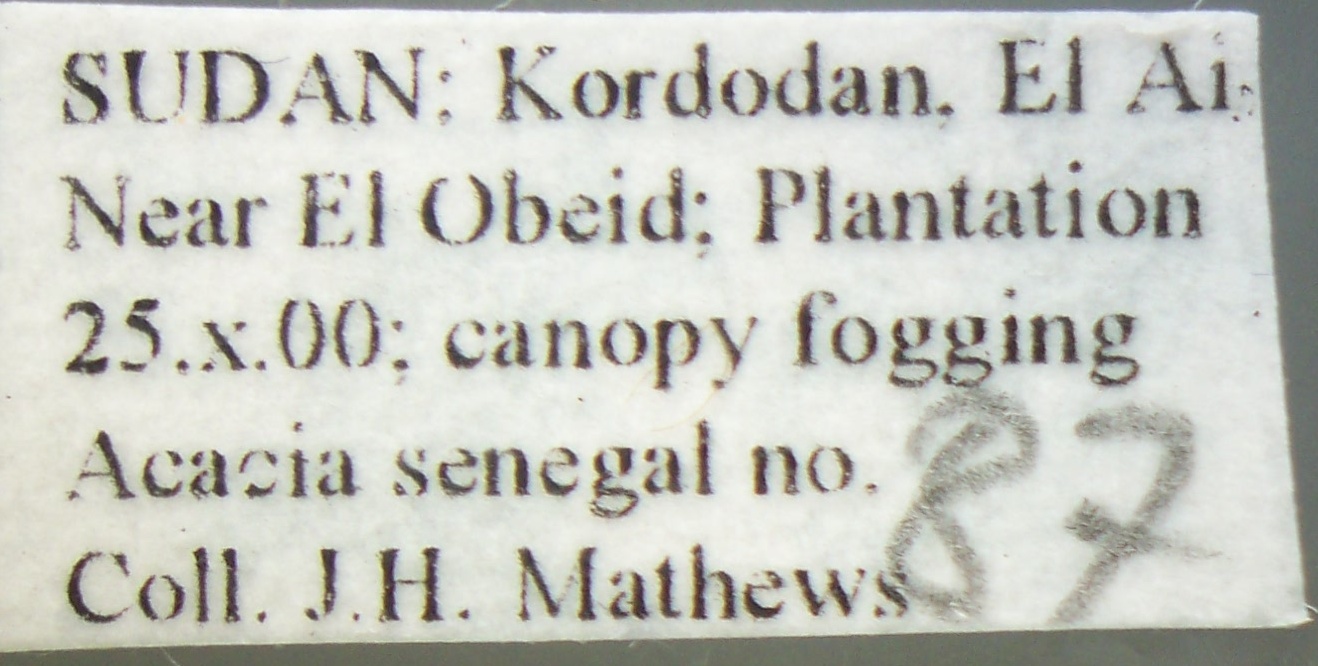 SUDAN: Kordodan, El Ai;
Near El Obeid; Plantation
25.x.00; canopy fogging
Acacia senegal no. 87
Coll. J.H. Mathews